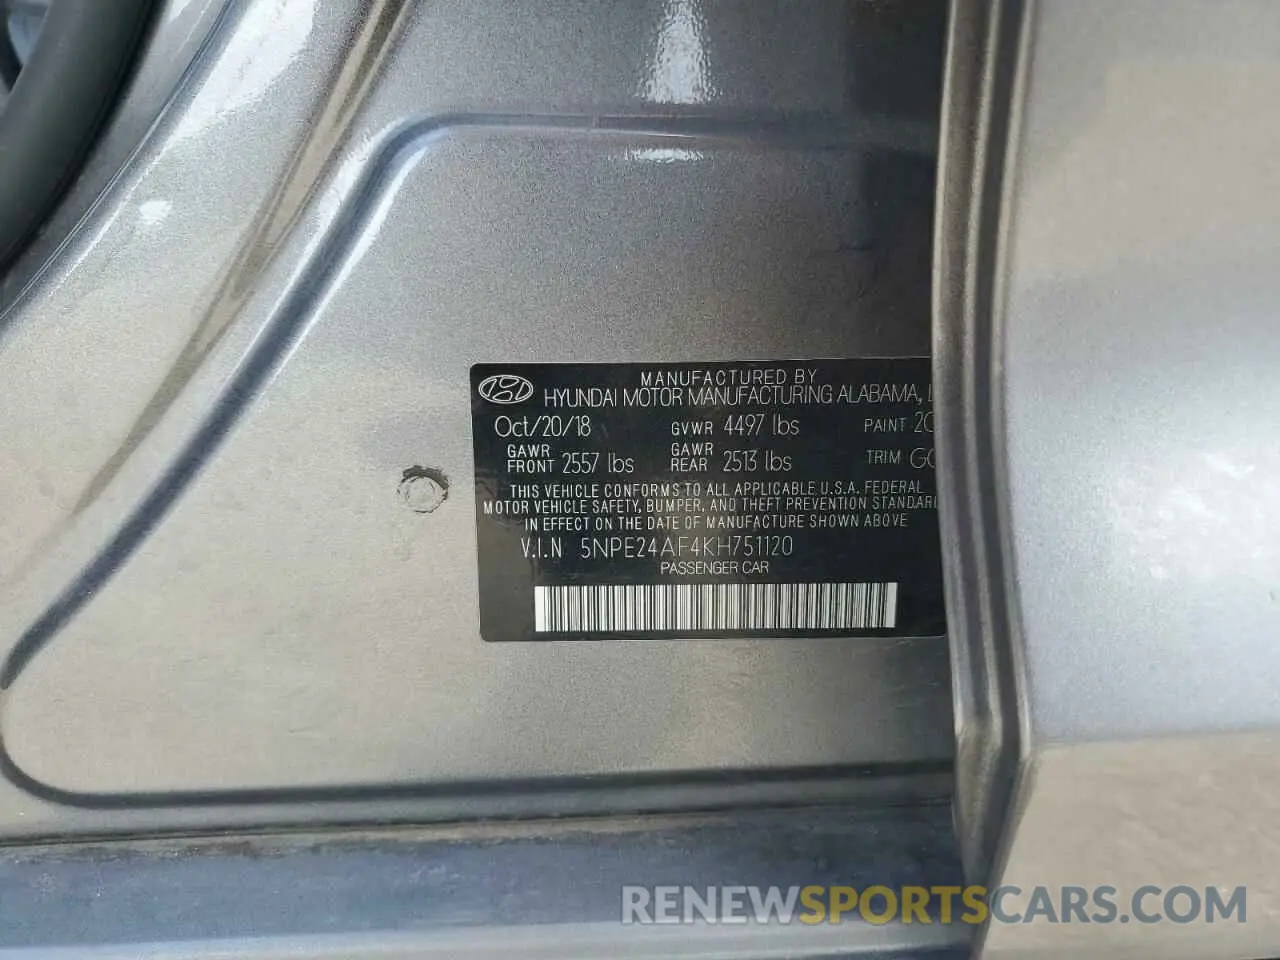 MANUFACTURED BY
HYUNDAI MOTOR MANUFACTURING ALABAMA,
Oct/20/18 GVWR 4497 lbs PAINT
GAWR FRONT 2557 lbs GAWR REAR 2513 lbs TRIM
THIS VEHICLE CONFORMS TO ALL APPLICABLE U.S.A. FEDERAL
MOTOR VEHICLE SAFETY, BUMPER, AND THEFT PREVENTION STANDAR
IN EFFECT ON THE DATE OF MANUFACTURE SHOWN ABOVE
V.I.N 5NPE24AF4KH751120
PASSENGER CAR
RENEWSPORTSCARS.COM